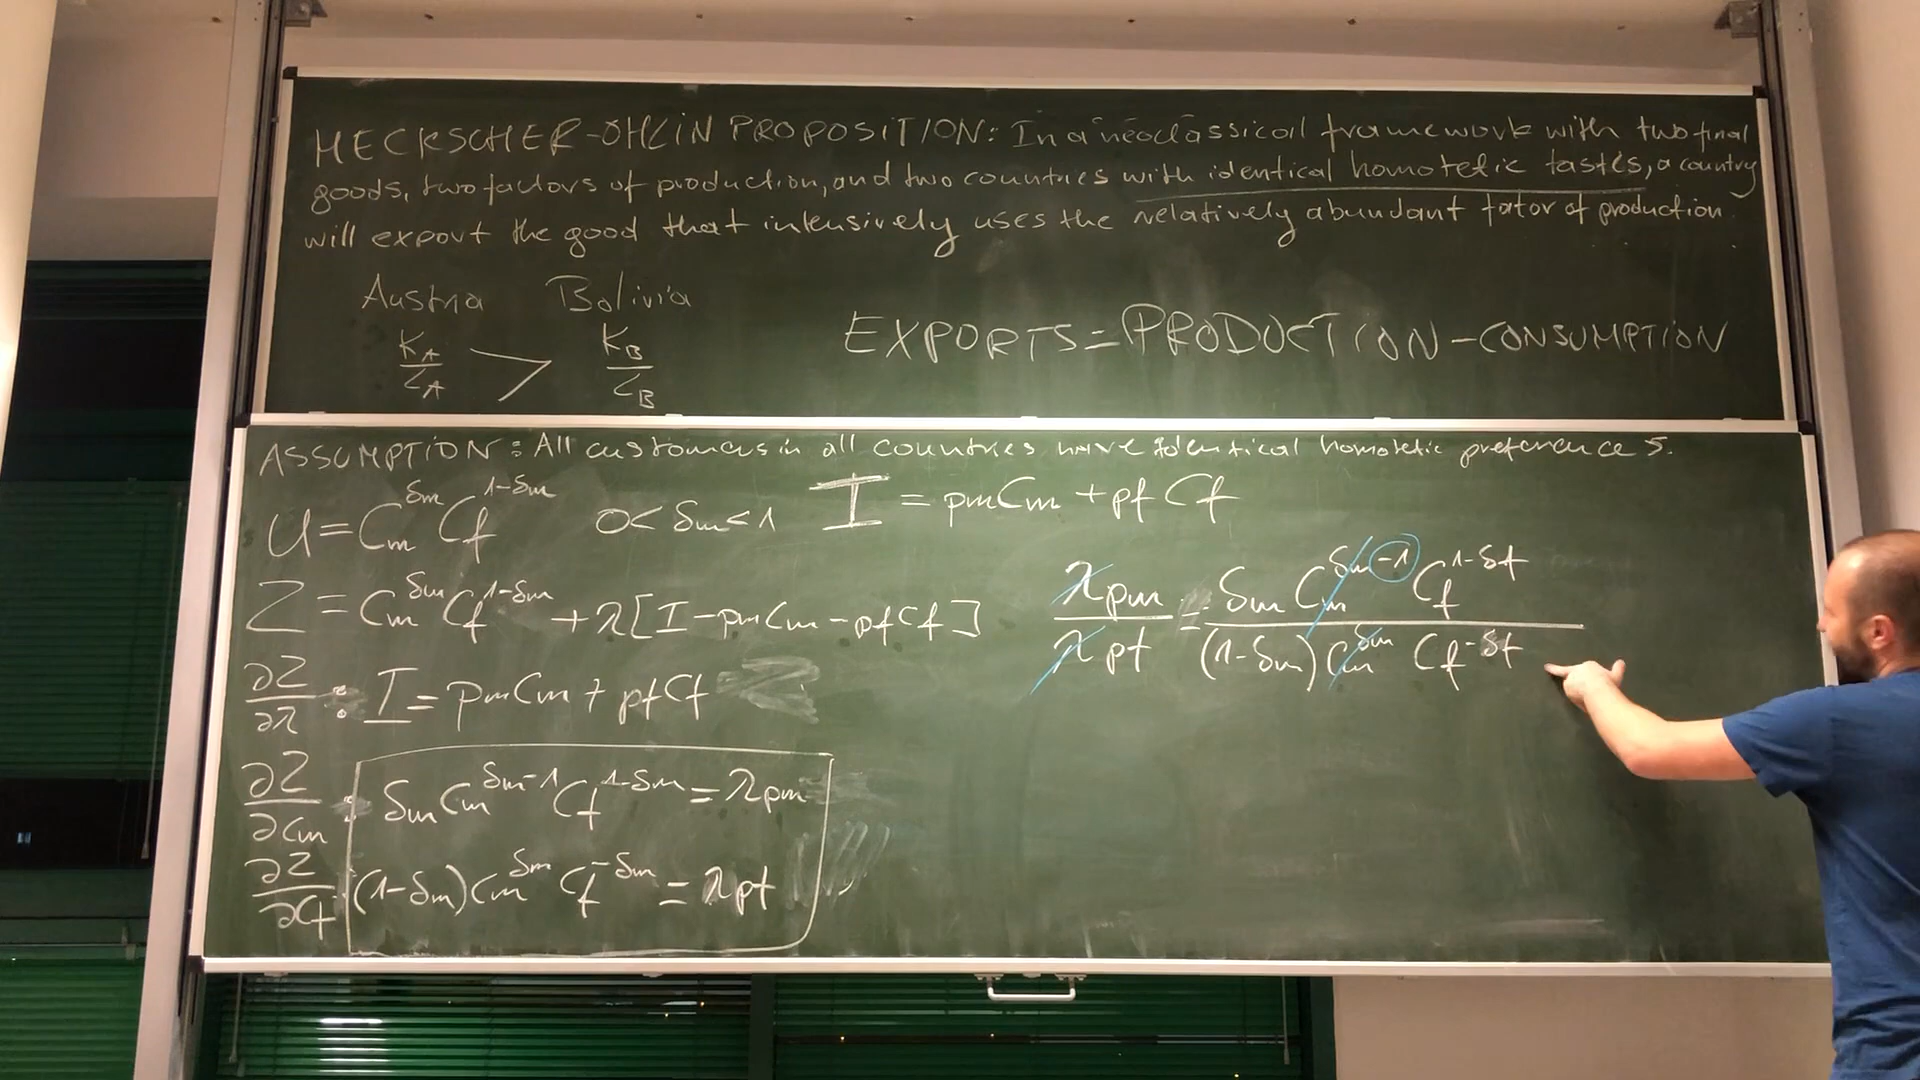 HECKSCHER-OHLIN PROPOSITION: In a neoclassical framework with two final
goods, two factors of production, and two countries with identical homotetic tastes, a country
will export the good that intensively uses the relatively abundant fator of production.
Austria Bolivia
K_A/L_A > K_B/L_B
EXPORTS = PRODUCTION - CONSUMPTION
ASSUMPTION: All customers in all countries have identical homotetic preferences.
U = Cm^δm Cf^1-δm 0 < δm < 1 I = pmCm + pfCf
L = Cm^δm Cf^1-δm + λ[I - pmCm - pfCf]
∂L/∂λ : I = pmCm + pfCf
∂L/∂Cm : δm Cm^δm-1 Cf^1-δm = λpm
∂L/∂Cf : (1-δm) Cm^δm Cf^-δm = λpf
λpm/λpf = δm Cm^δm-1 Cf^1-δf / (1-δm) Cm^δm Cf^-δf